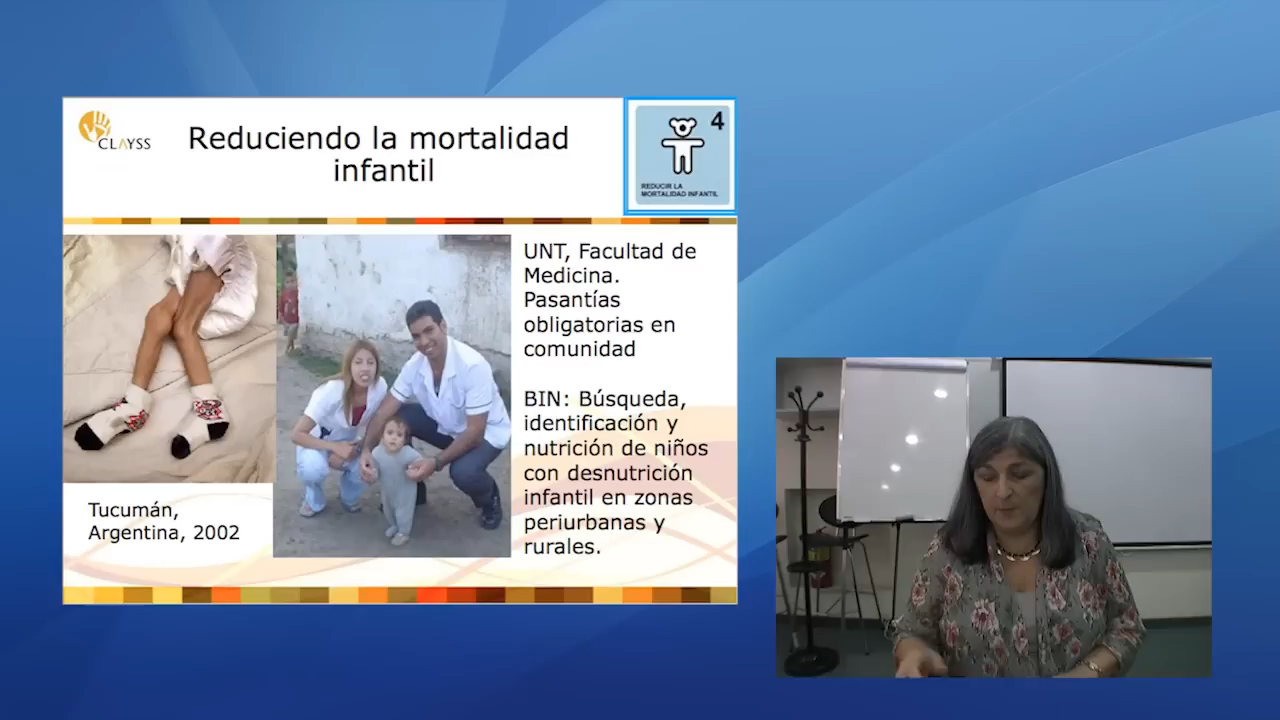 CLAYSS
Reduciendo la mortalidad
infantil
4
REDUCIR LA
MORTALIDAD INFANTIL
UNT, Facultad de
Medicina.
Pasantías
obligatorias en
comunidad
BIN: Búsqueda,
identificación y
nutrición de niños
con desnutrición
infantil en zonas
periurbanas y
rurales.
Tucumán,
Argentina, 2002